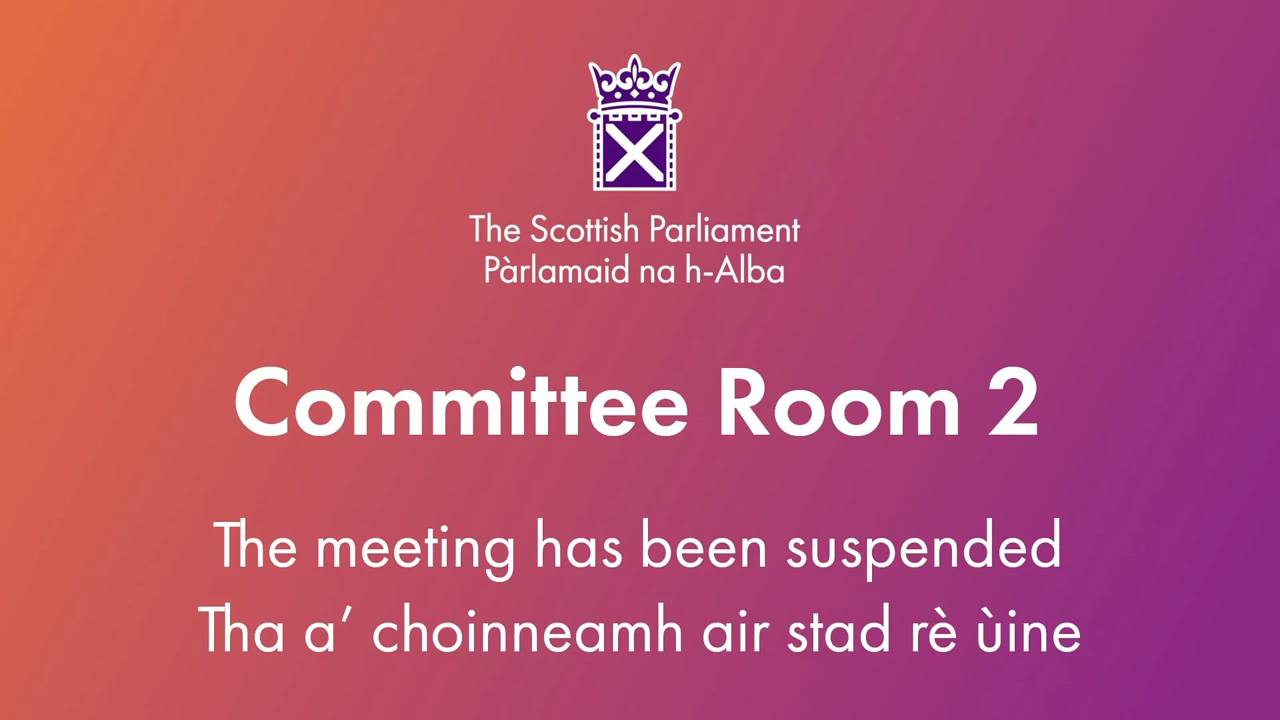 The Scottish Parliament
Pàrlamaid na h-Alba
Committee Room 2
The meeting has been suspended
Tha a’ choinneamh air stad rè ùine